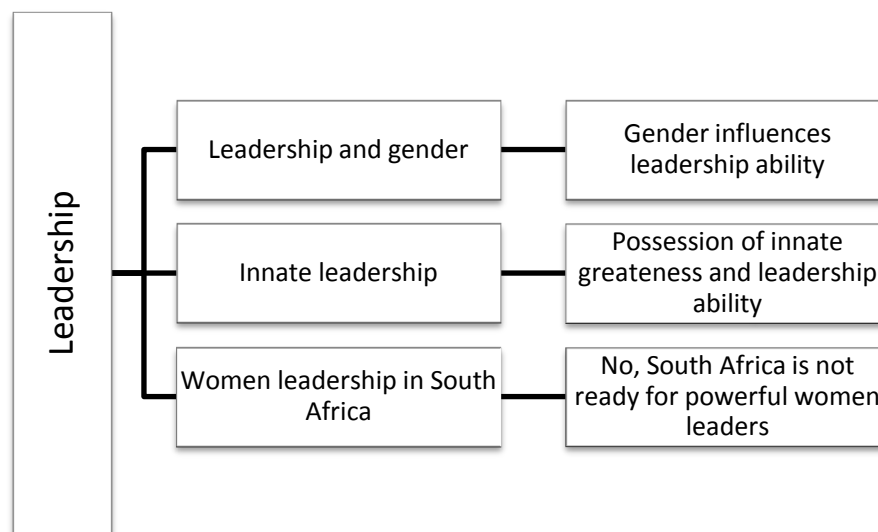 Leadership
Leadership and gender
Gender influences
leadership ability
Innate leadership
Possession of innate
greateness and leadership
ability
Women leadership in South
Africa
No, South Africa is not
ready for powerful women
leaders